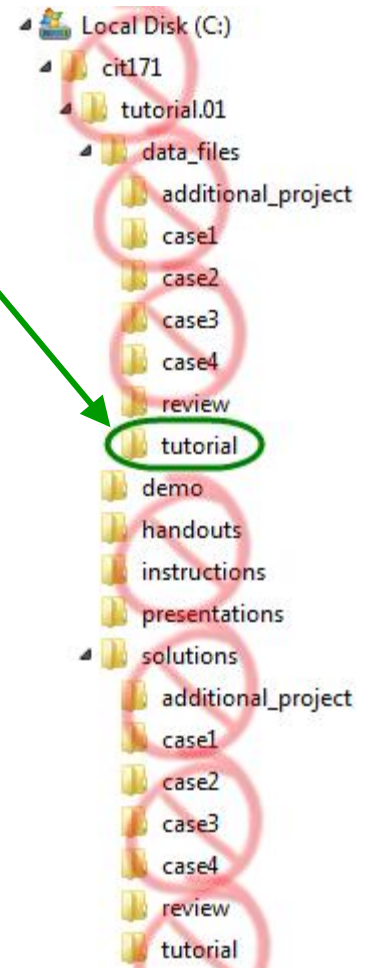 Local Disk (C:)
cit171
tutorial.01
data_files
additional_project
case1
case2
case3
case4
review
tutorial
demo
handouts
instructions
presentations
solutions
additional_project
case1
case2
case3
case4
review
tutorial